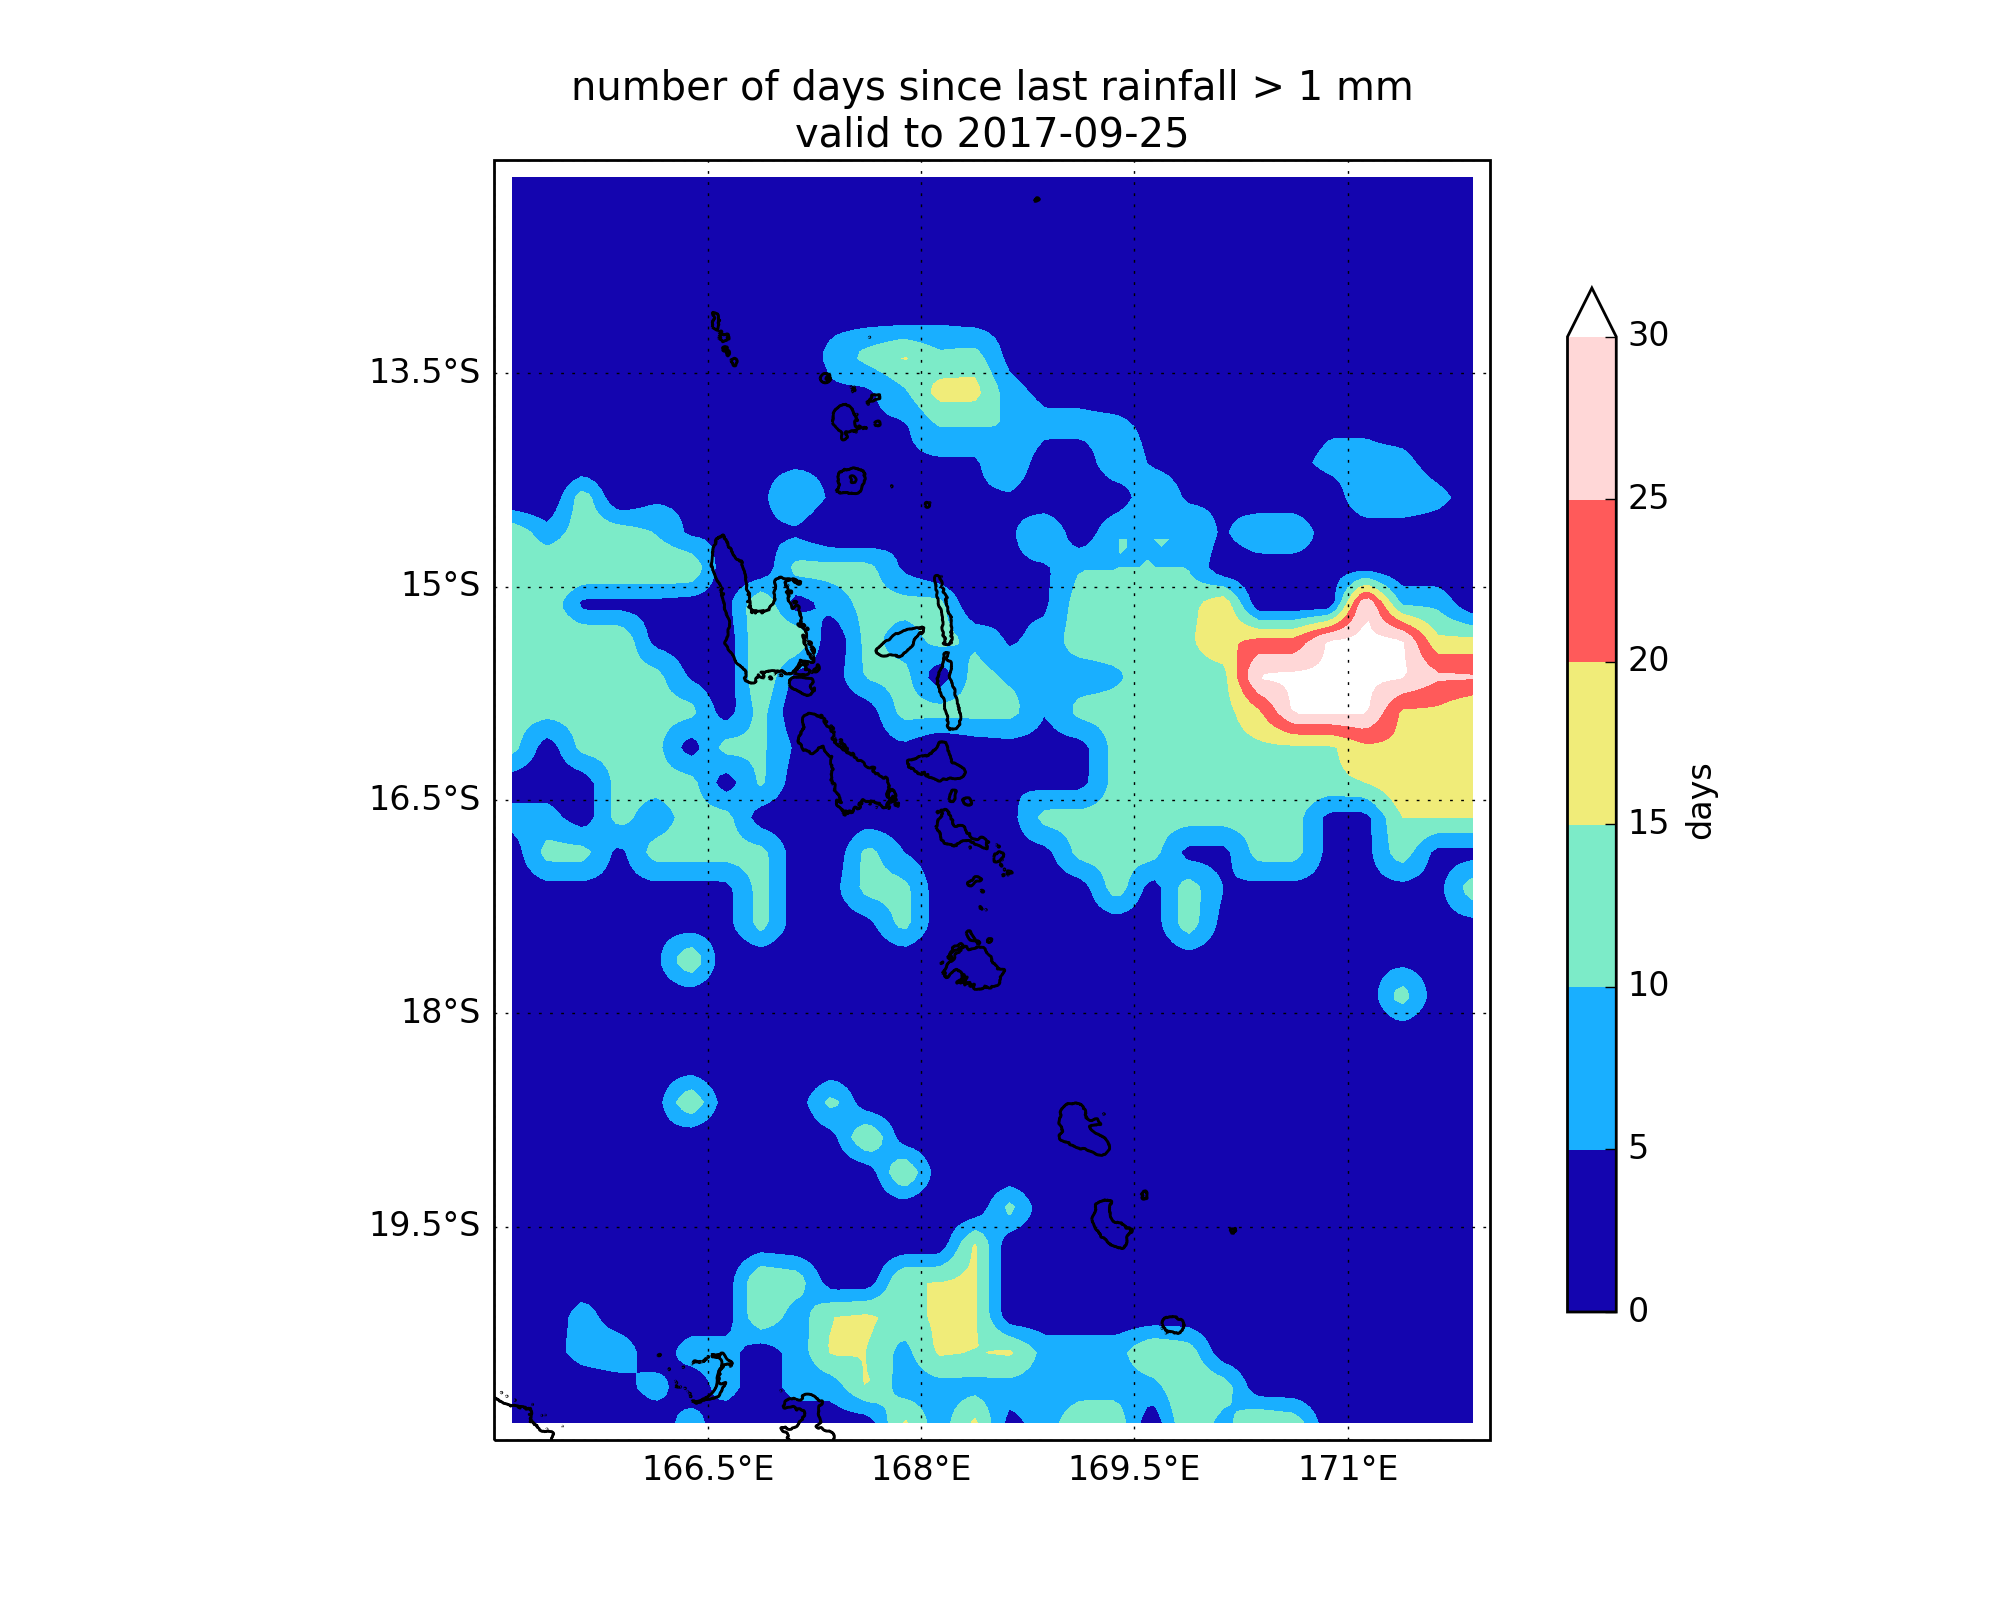 number of days since last rainfall > 1 mm
valid to 2017-09-25
13.5°S
15°S
16.5°S
18°S
19.5°S
166.5°E
168°E
169.5°E
171°E
30
25
20
15
10
5
0
days